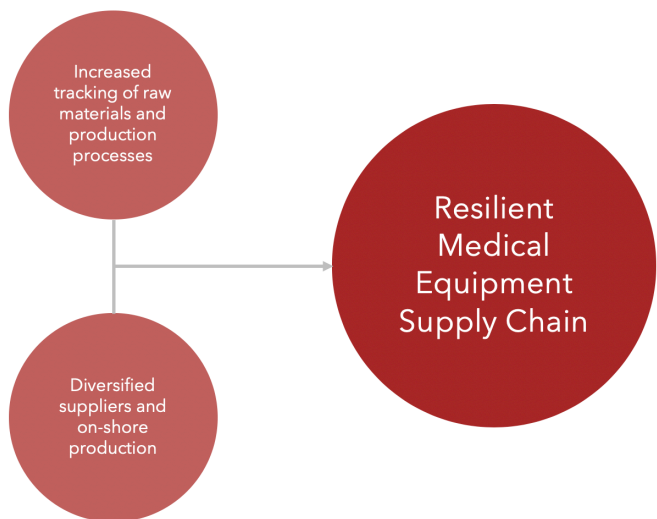 Increased
tracking of raw
materials and
production
processes
Resilient
Medical
Equipment
Supply Chain
Diversified
suppliers and
on-shore
production